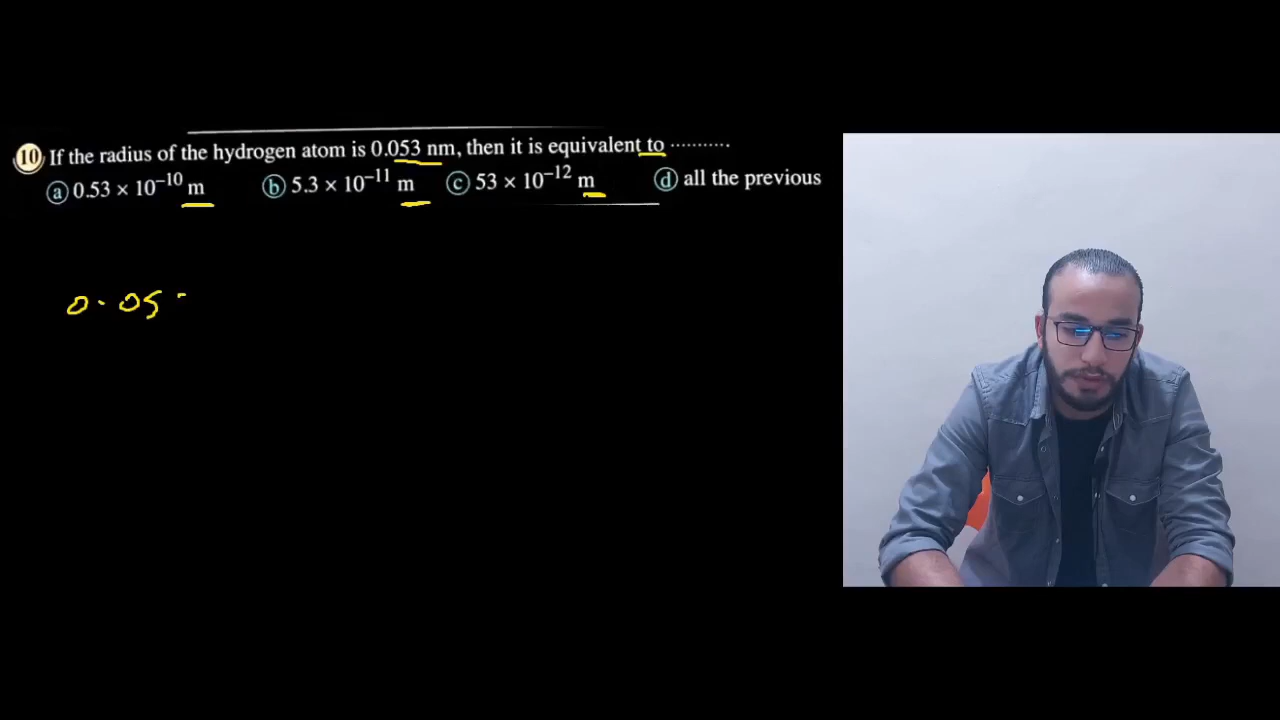 10 If the radius of the hydrogen atom is 0.053 nm, then it is equivalent to ..........
a 0.53 × 10⁻¹⁰ m b 5.3 × 10⁻¹¹ m c 53 × 10⁻¹² m d all the previous
0.05